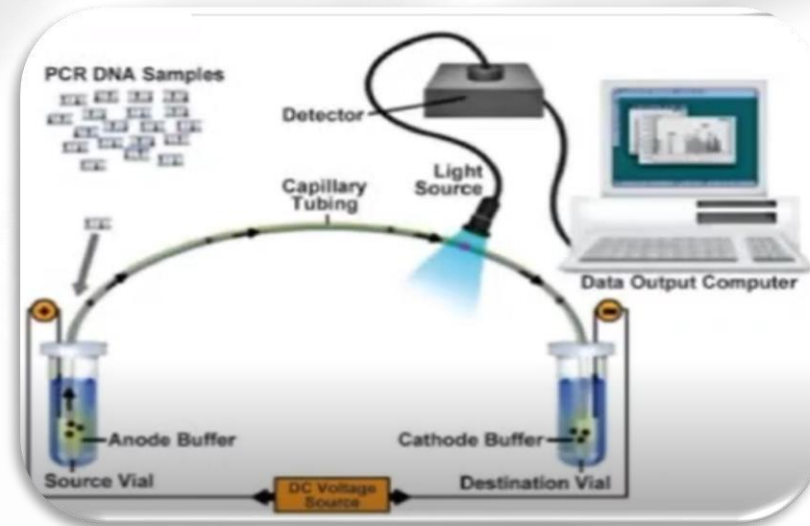 PCR DNA Samples
Detector
Light
Source
Capillary
Tubing
Data Output Computer
+
-
Anode Buffer
Cathode Buffer
Source Vial
DC Voltage
Source
Destination Vial